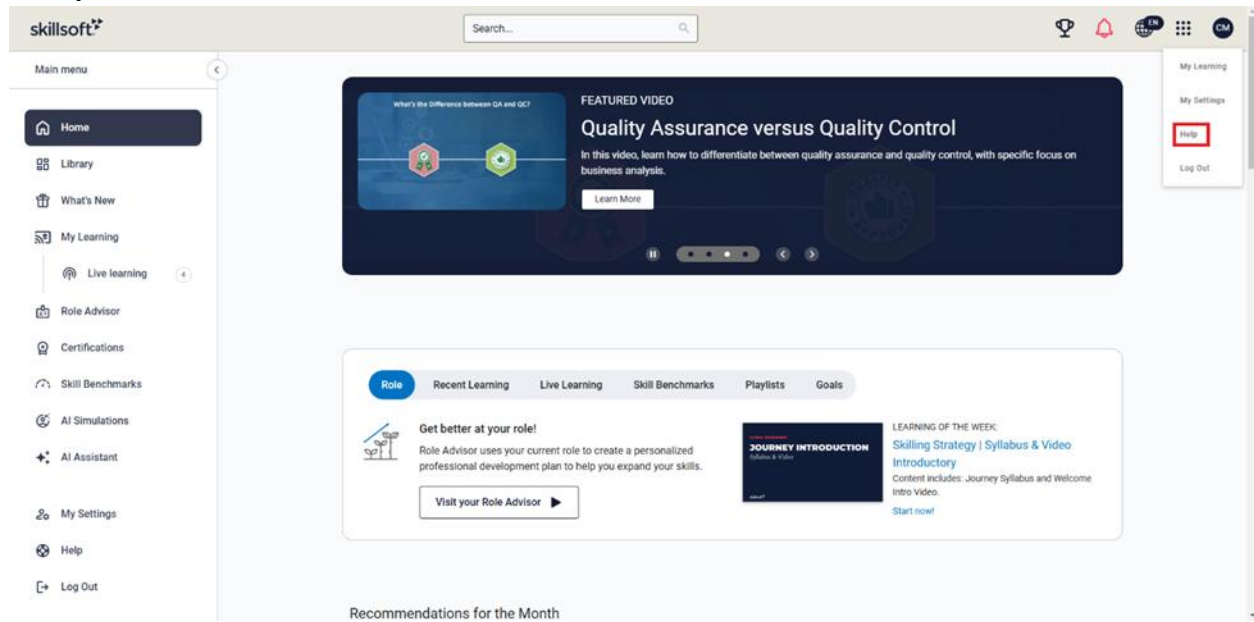 skillsoft
Search...
EN
CM
Main menu
My Learning
My Settings
Help
Log Out
Home
Library
What's New
My Learning
Live learning
4
Role Advisor
Certifications
Skill Benchmarks
AI Simulations
AI Assistant
My Settings
Help
Log Out
What's the Difference between QA and QC?
FEATURED VIDEO
Quality Assurance versus Quality Control
In this video, learn how to differentiate between quality assurance and quality control, with specific focus on
business analysis.
Learn More
Role
Recent Learning
Live Learning
Skill Benchmarks
Playlists
Goals
Get better at your role!
Role Advisor uses your current role to create a personalized
professional development plan to help you expand your skills.
Visit your Role Advisor
JOURNEY INTRODUCTION
Syllabus & Video
skillsoft
LEARNING OF THE WEEK:
Skilling Strategy | Syllabus & Video
Introductory
Content includes: Journey Syllabus and Welcome
Intro Video.
Start now!
Recommendations for the Month